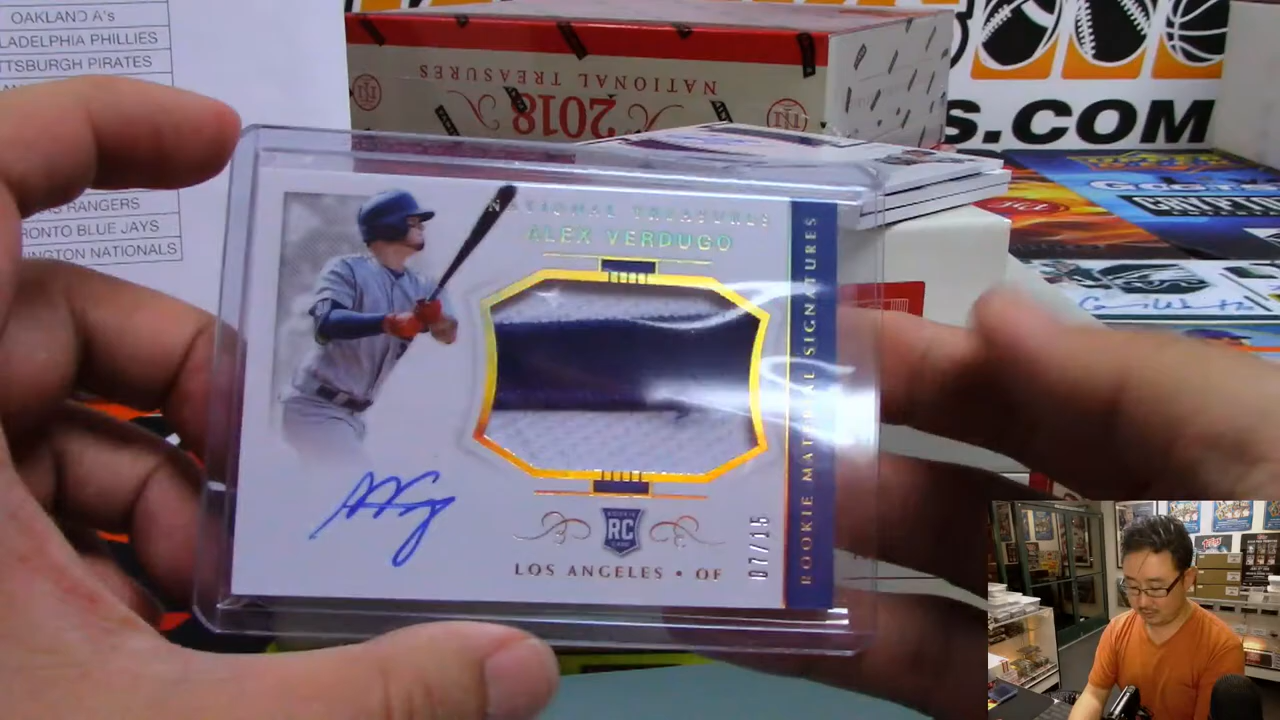 OAKLAND A's
LADELPHIA PHILLIES
TTSBURGH PIRATES
AS RANGERS
RONTO BLUE JAYS
INGTON NATIONALS
NATIONAL TREASURES
2018
S.COM
NATIONAL TREASURES
ALEX VERDUGO
ROOKIE MATERIAL SIGNATURES
RC
LOS ANGELES • OF
07/15